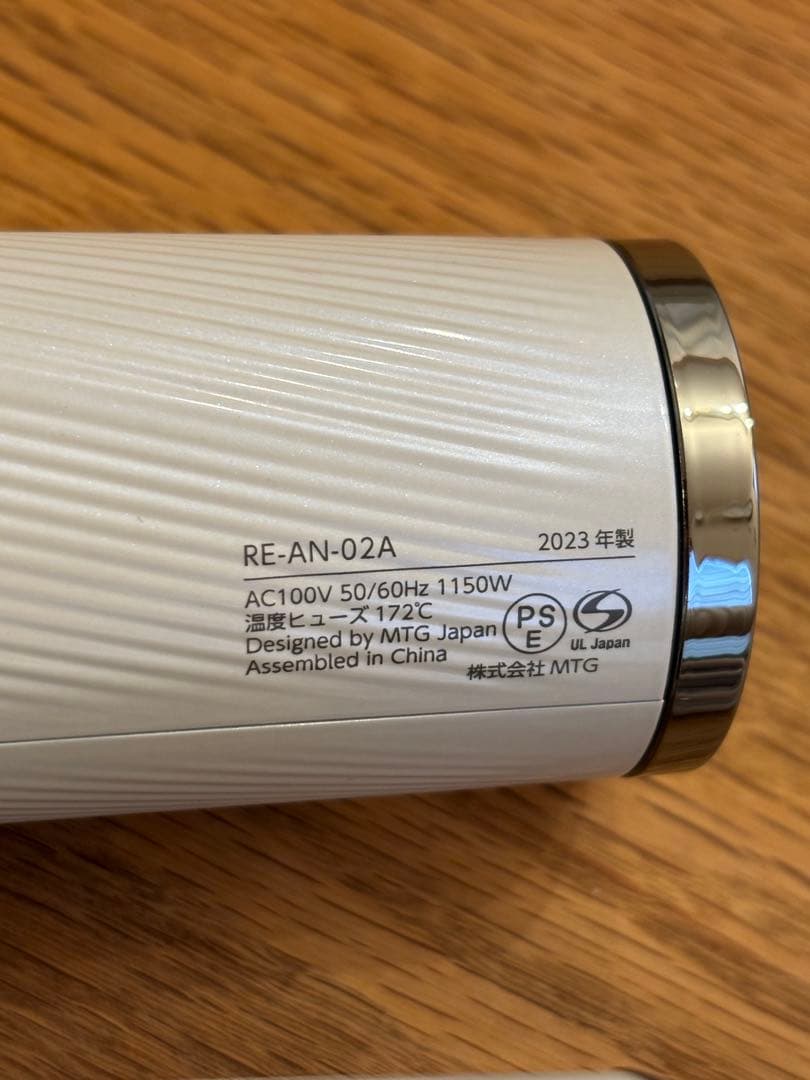 RE-AN-02A 2023 年製
AC100V 50/60Hz 1150W
温度ヒューズ 172℃
Designed by MTG Japan
Assembled in China
PS
E
S
UL Japan
株式会社 MTG